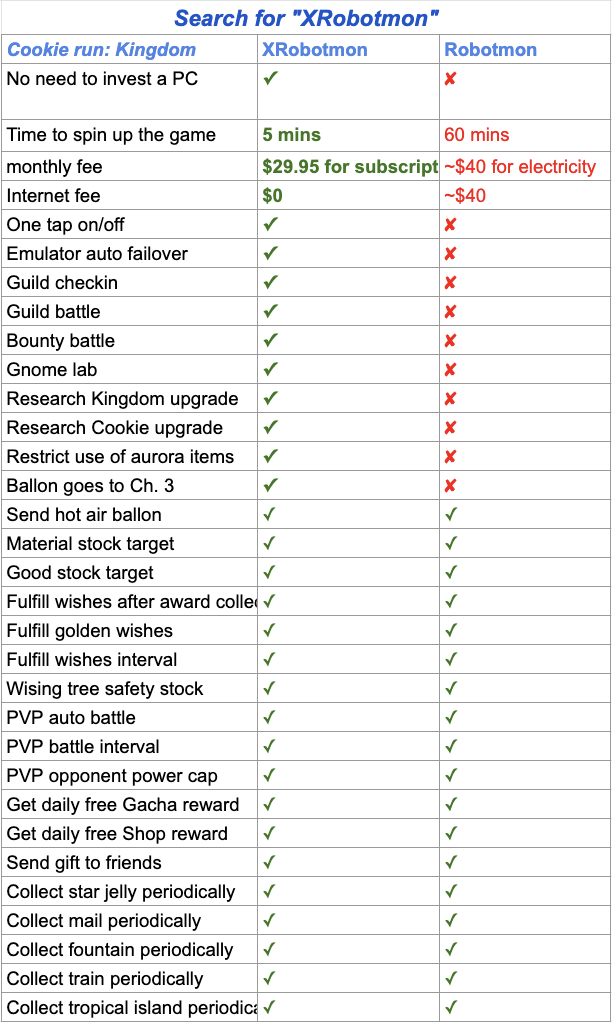 Search for "XRobotmon"
Cookie run: Kingdom XRobotmon Robotmon
No need to invest a PC ✓ ✘
Time to spin up the game 5 mins 60 mins
monthly fee $29.95 for subscript ~$40 for electricity
Internet fee $0 ~$40
One tap on/off ✓ ✘
Emulator auto failover ✓ ✘
Guild checkin ✓ ✘
Guild battle ✓ ✘
Bounty battle ✓ ✘
Gnome lab ✓ ✘
Research Kingdom upgrade ✓ ✘
Research Cookie upgrade ✓ ✘
Restrict use of aurora items ✓ ✘
Ballon goes to Ch. 3 ✓ ✘
Send hot air ballon ✓ ✓
Material stock target ✓ ✓
Good stock target ✓ ✓
Fulfill wishes after award collec ✓ ✓
Fulfill golden wishes ✓ ✓
Fulfill wishes interval ✓ ✓
Wising tree safety stock ✓ ✓
PVP auto battle ✓ ✓
PVP battle interval ✓ ✓
PVP opponent power cap ✓ ✓
Get daily free Gacha reward ✓ ✓
Get daily free Shop reward ✓ ✓
Send gift to friends ✓ ✓
Collect star jelly periodically ✓ ✓
Collect mail periodically ✓ ✓
Collect fountain periodically ✓ ✓
Collect train periodically ✓ ✓
Collect tropical island periodica ✓ ✓